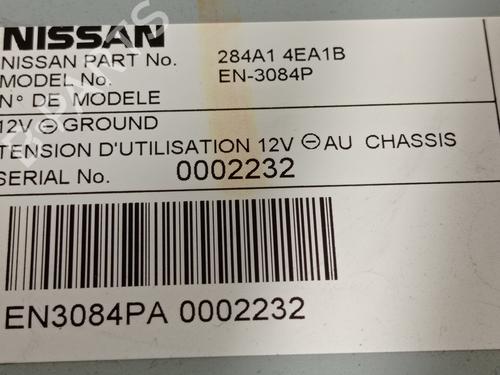 NISSAN
NISSAN PART No. 284A1 4EA1B
MODEL No. EN-3084P
N° DE MODELE
12V ⊖ GROUND
TENSION D'UTILISATION 12V ⊖ AU CHASSIS
SERIAL No. 0002232
EN3084PA 0002232